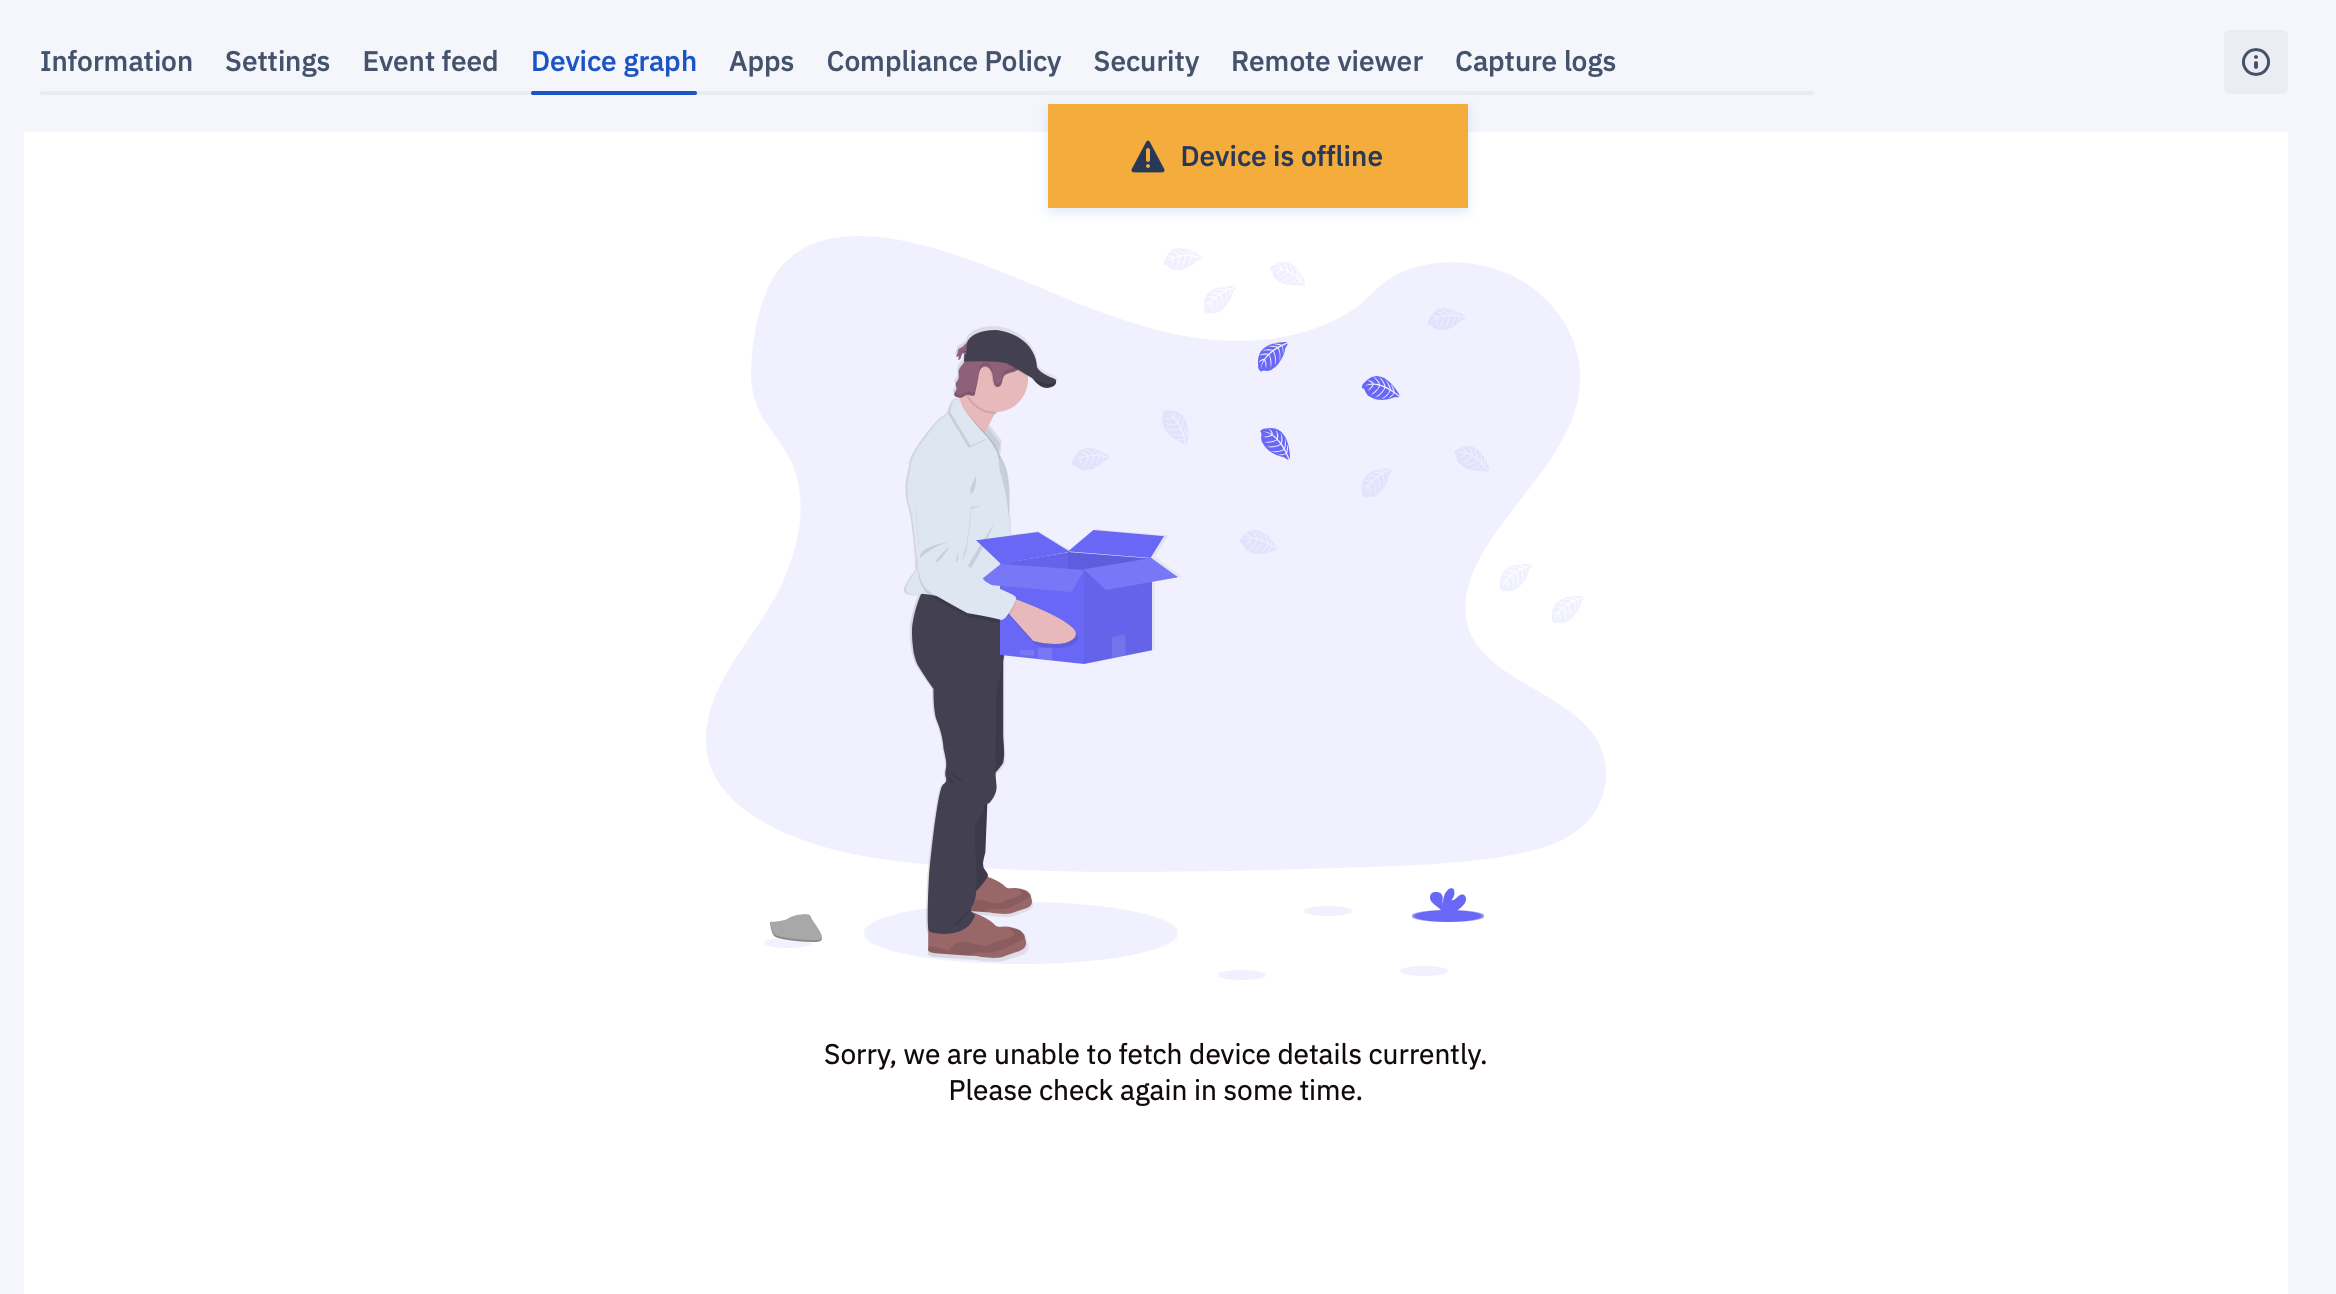 Information Settings Event feed Device graph Apps Compliance Policy Security Remote viewer Capture logs
Device is offline
Sorry, we are unable to fetch device details currently.
Please check again in some time.